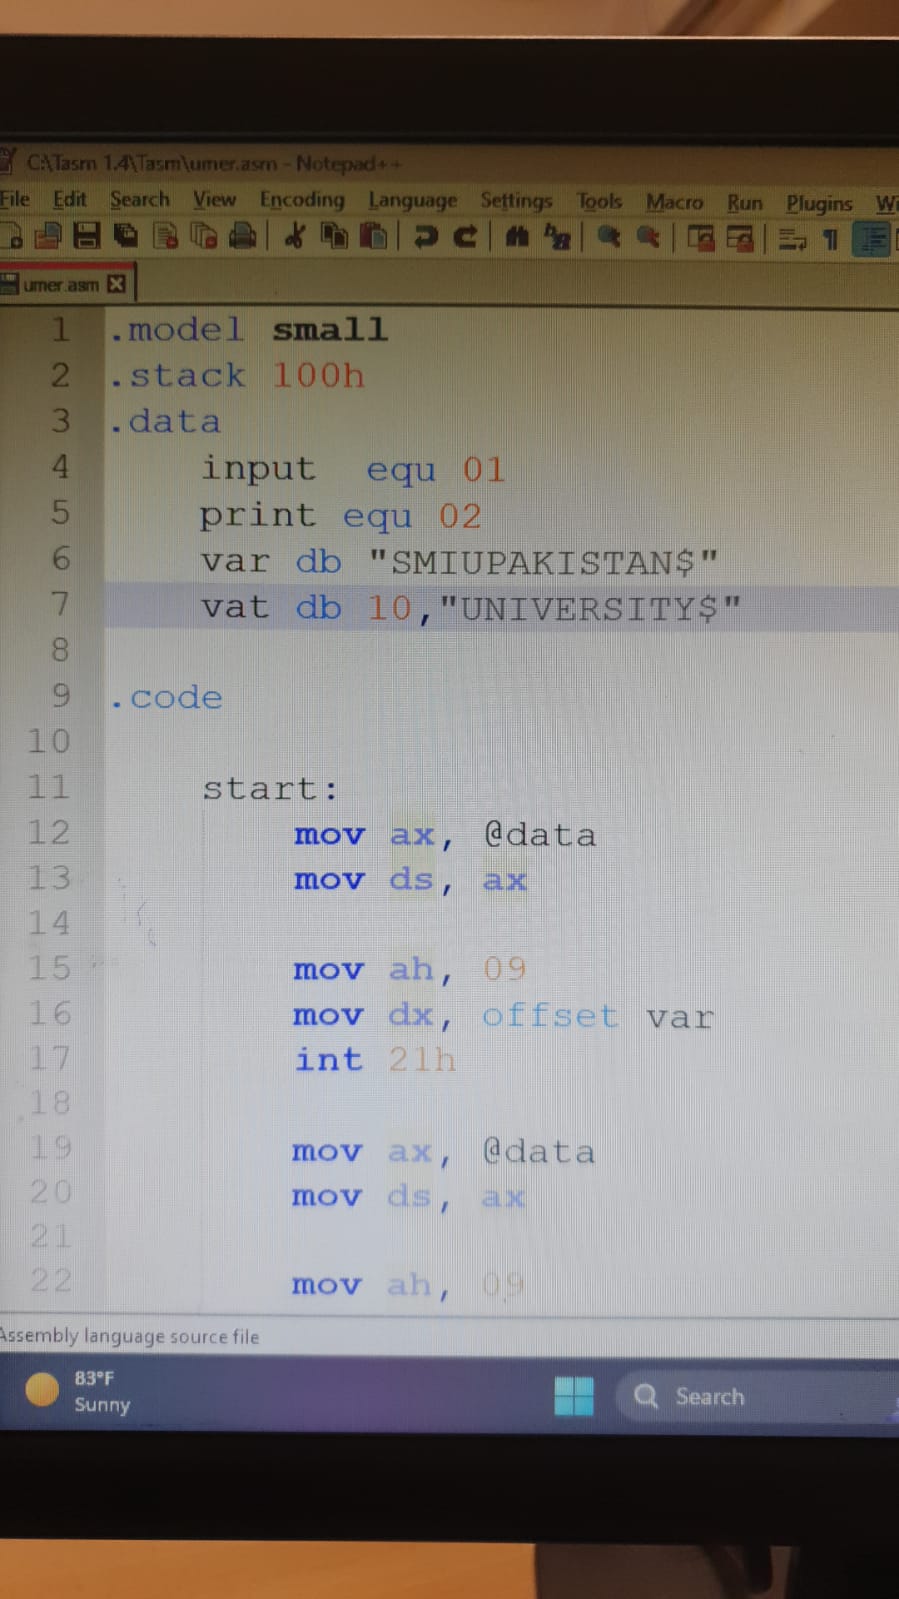 C:\Tasm 1.4\Tasm\umer.asm - Notepad++
File Edit Search View Encoding Language Settings Tools Macro Run Plugins
umer.asm
1 .model small
2 .stack 100h
3 .data
4 input equ 01
5 print equ 02
6 var db "SMIUPAKISTAN$"
7 vat db 10,"UNIVERSITY$"
8
9 .code
10
11 start:
12 mov ax, @data
13 mov ds, ax
14
15 mov ah, 09
16 mov dx, offset var
17 int 21h
18
19 mov ax, @data
20 mov ds, ax
21
22 mov ah, 09
Assembly language source file
83°F
Sunny
Search